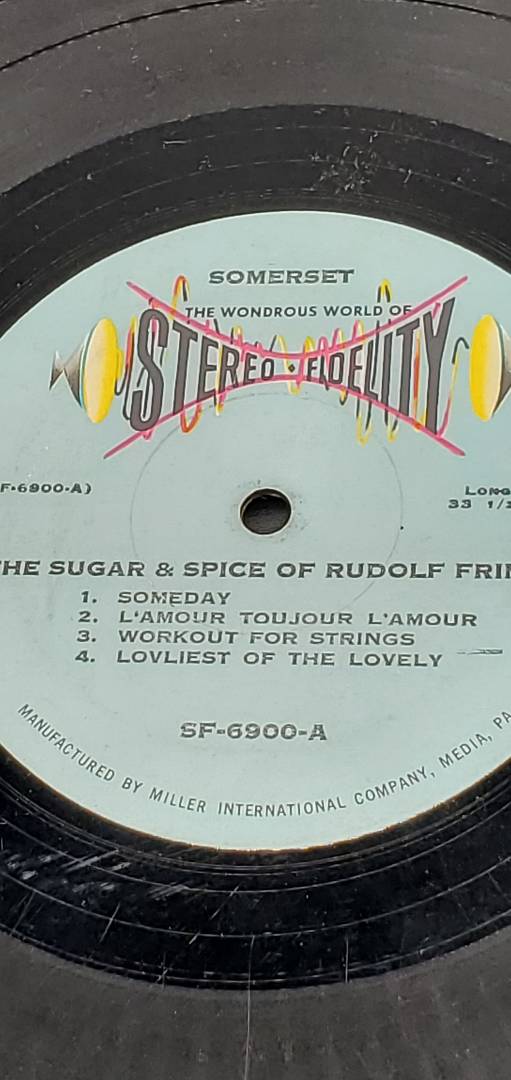 SOMERSET
THE WONDROUS WORLD OF
STEREO • FIDELITY
F-6900-A)
LONG
33 1/
THE SUGAR & SPICE OF RUDOLF FRI
1. SOMEDAY
2. L'AMOUR TOUJOUR L'AMOUR
3. WORKOUT FOR STRINGS
4. LOVLIEST OF THE LOVELY
SF-6900-A
MANUFACTURED BY MILLER INTERNATIONAL COMPANY, MEDIA, PA